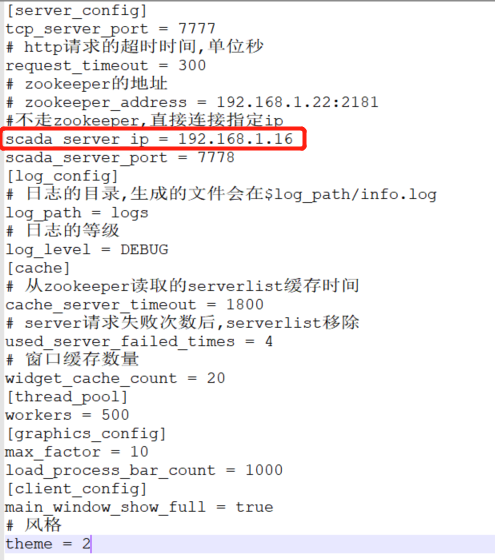 [server_config]
tcp_server_port = 7777
# http请求的超时时间,单位秒
request_timeout = 300
# zookeeper的地址
# zookeeper_address = 192.168.1.22:2181
#不走zookeeper,直接连接指定ip
scada_server_ip = 192.168.1.16
scada_server_port = 7778
[log_config]
# 日志的目录,生成的文件会在$log_path/info.log
log_path = logs
# 日志的等级
log_level = DEBUG
[cache]
# 从zookeeper读取的serverlist缓存时间
cache_server_timeout = 1800
# server请求失败次数后,serverlist移除
used_server_failed_times = 4
# 窗口缓存数量
widget_cache_count = 20
[thread_pool]
workers = 500
[graphics_config]
max_factor = 10
load_process_bar_count = 1000
[client_config]
main_window_show_full = true
# 风格
theme = 2